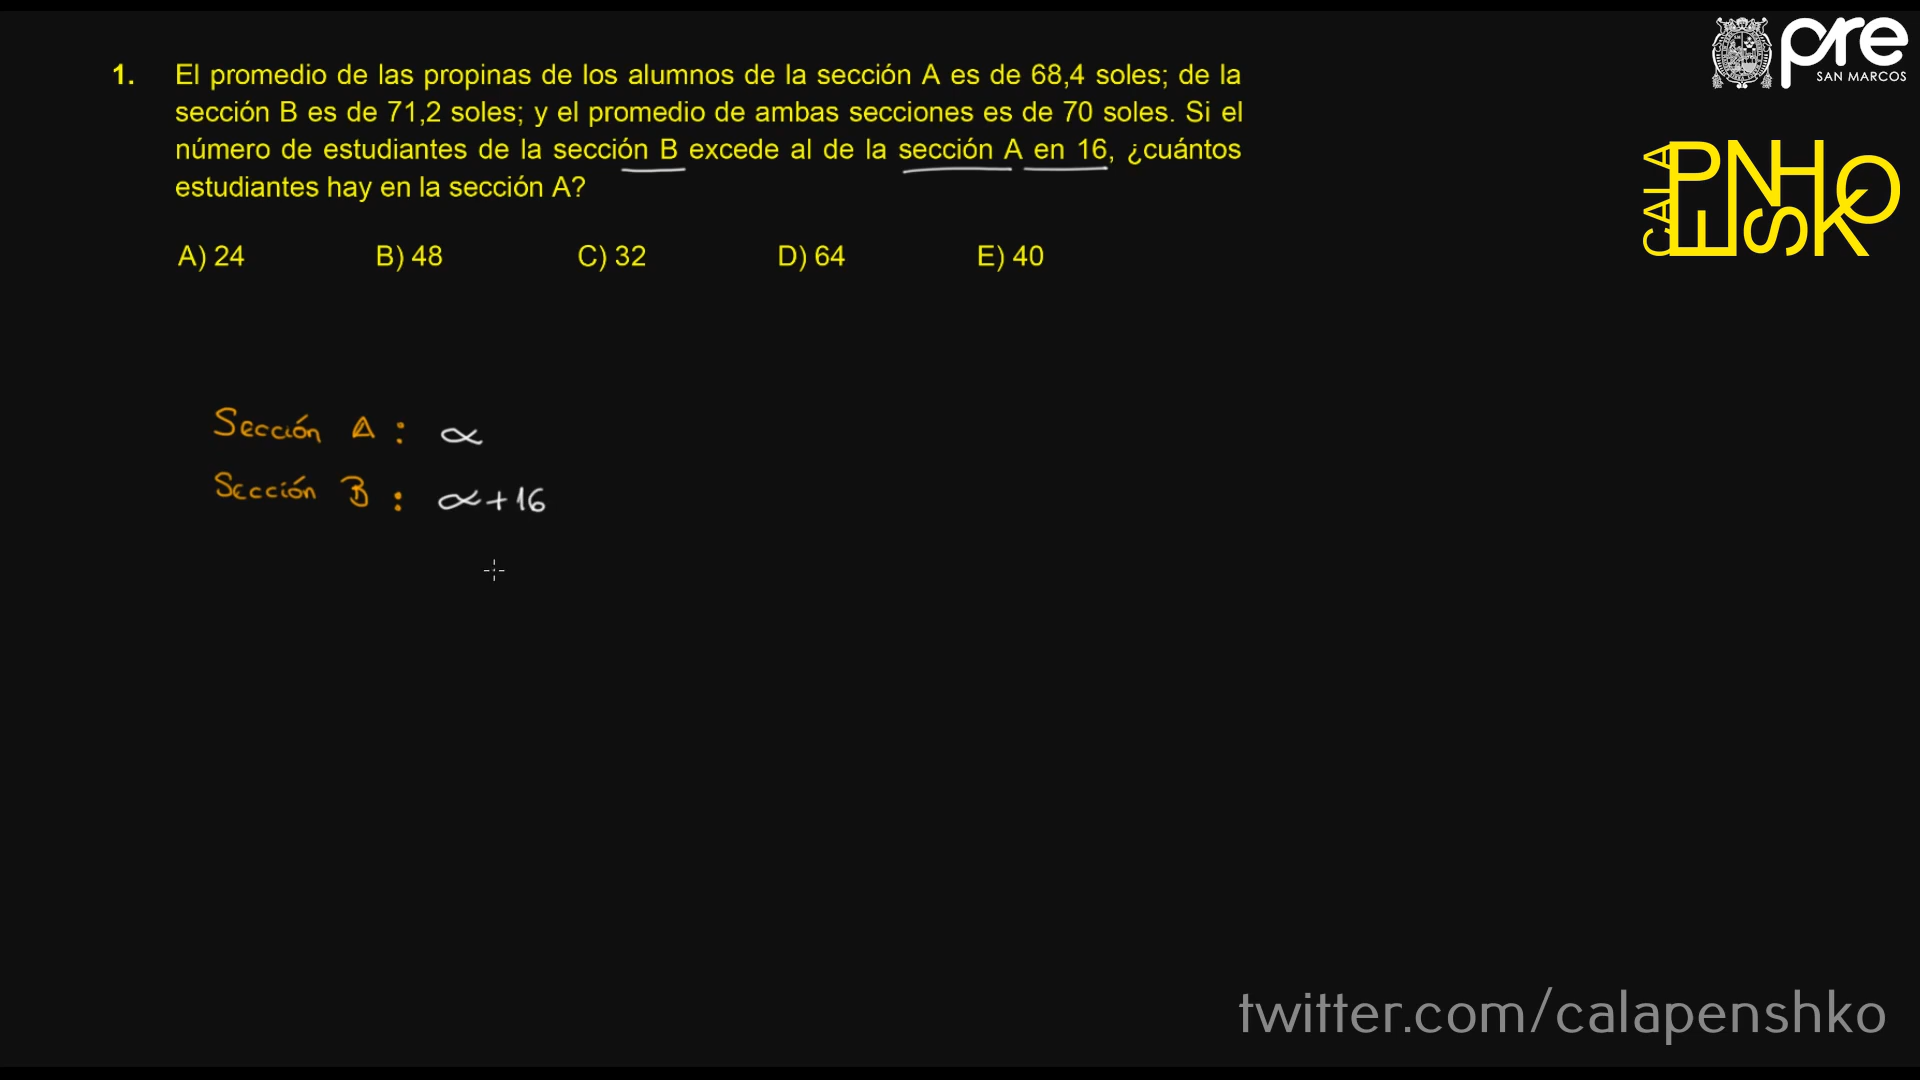 pre
SAN MARCOS
1. El promedio de las propinas de los alumnos de la sección A es de 68,4 soles; de la
sección B es de 71,2 soles; y el promedio de ambas secciones es de 70 soles. Si el
número de estudiantes de la sección B excede al de la sección A en 16, ¿cuántos
estudiantes hay en la sección A?
A) 24 B) 48 C) 32 D) 64 E) 40
CALA
PENSHKO
Sección A : α
Sección B : α+16
twitter.com/calapenshko